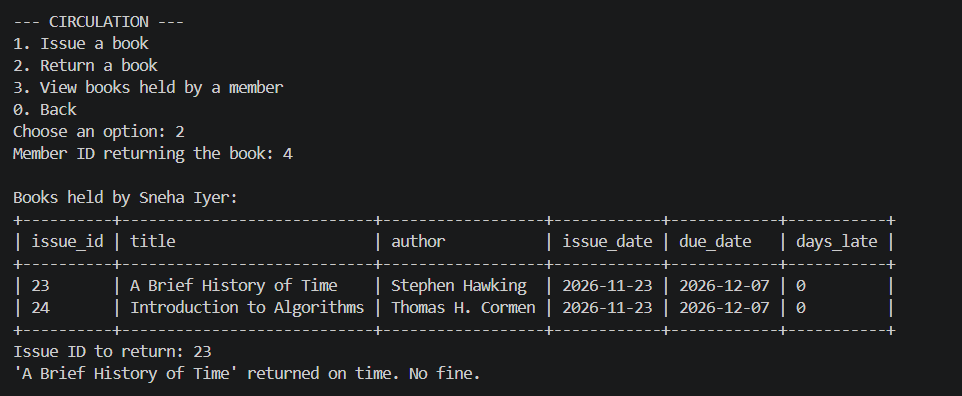 --- CIRCULATION ---
1. Issue a book
2. Return a book
3. View books held by a member
0. Back
Choose an option: 2
Member ID returning the book: 4

Books held by Sneha Iyer:
+----------+----------------------------+------------------+------------+------------+-----------+
| issue_id | title                      | author           | issue_date | due_date   | days_late |
+----------+----------------------------+------------------+------------+------------+-----------+
| 23       | A Brief History of Time    | Stephen Hawking  | 2026-11-23 | 2026-12-07 | 0         |
| 24       | Introduction to Algorithms | Thomas H. Cormen | 2026-11-23 | 2026-12-07 | 0         |
+----------+----------------------------+------------------+------------+------------+-----------+
Issue ID to return: 23
'A Brief History of Time' returned on time. No fine.